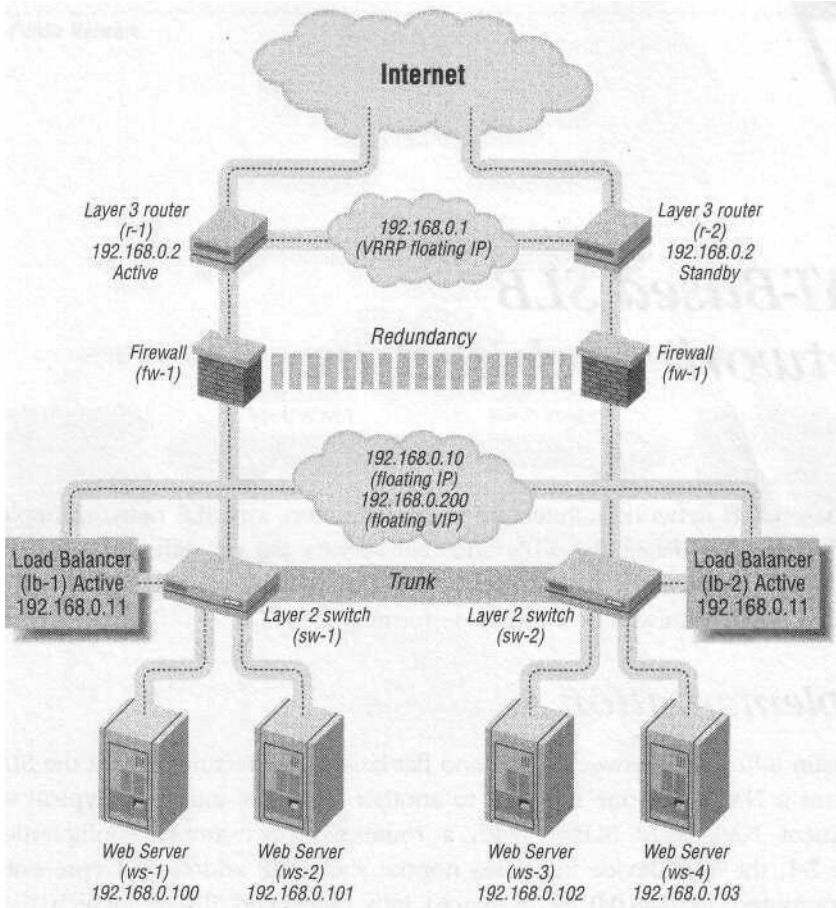 Internet
Layer 3 router
(r-1)
192.168.0.2
Active
192.168.0.1
(VRRP floating IP)
Layer 3 router
(r-2)
192.168.0.2
Standby
Firewall
(fw-1)
Redundancy
Firewall
(fw-1)
192.168.0.10
(floating IP)
192.168.0.200
(floating VIP)
Load Balancer
(lb-1) Active
192.168.0.11
Trunk
Load Balancer
(lb-2) Active
192.168.0.11
Layer 2 switch
(sw-1)
Layer 2 switch
(sw-2)
Web Server
(ws-1)
192.168.0.100
Web Server
(ws-2)
192.168.0.101
Web Server
(ws-3)
192.168.0.102
Web Server
(ws-4)
192.168.0.103